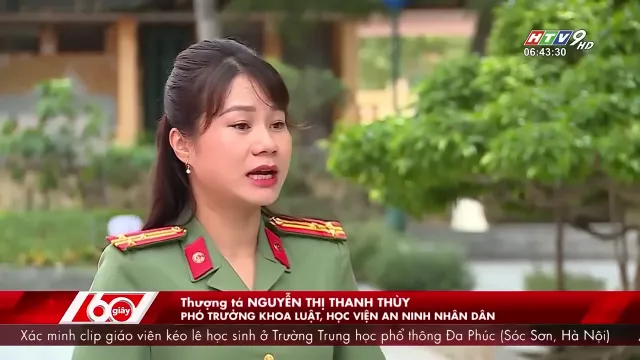 HTV9 HD
06:43:30
60 giây
Thượng tá NGUYỄN THỊ THANH THÙY
PHÓ TRƯỞNG KHOA LUẬT, HỌC VIỆN AN NINH NHÂN DÂN
Xác minh clip giáo viên kéo lê học sinh ở Trường Trung học phổ thông Đa Phúc (Sóc Sơn, Hà Nội)